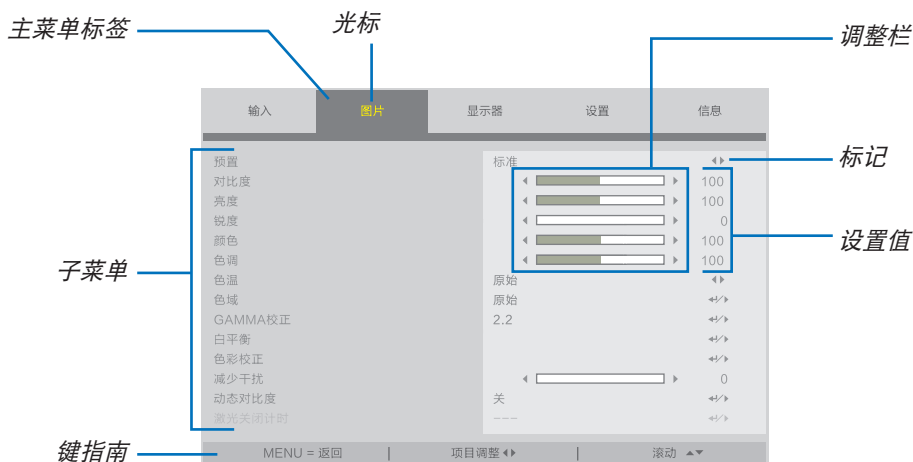 主菜单标签
光标
调整栏
输入 图片 显示器 设置 信息
预置 标准
标记
对比度 100
亮度 100
锐度 0
设置值
颜色 100
色调 100
子菜单
色温 原始
色域 原始
GAMMA校正 2.2
白平衡
色彩校正
减少干扰 0
动态对比度 关
激光关闭计时 ---
键指南
MENU = 返回 | 项目调整 | 滚动